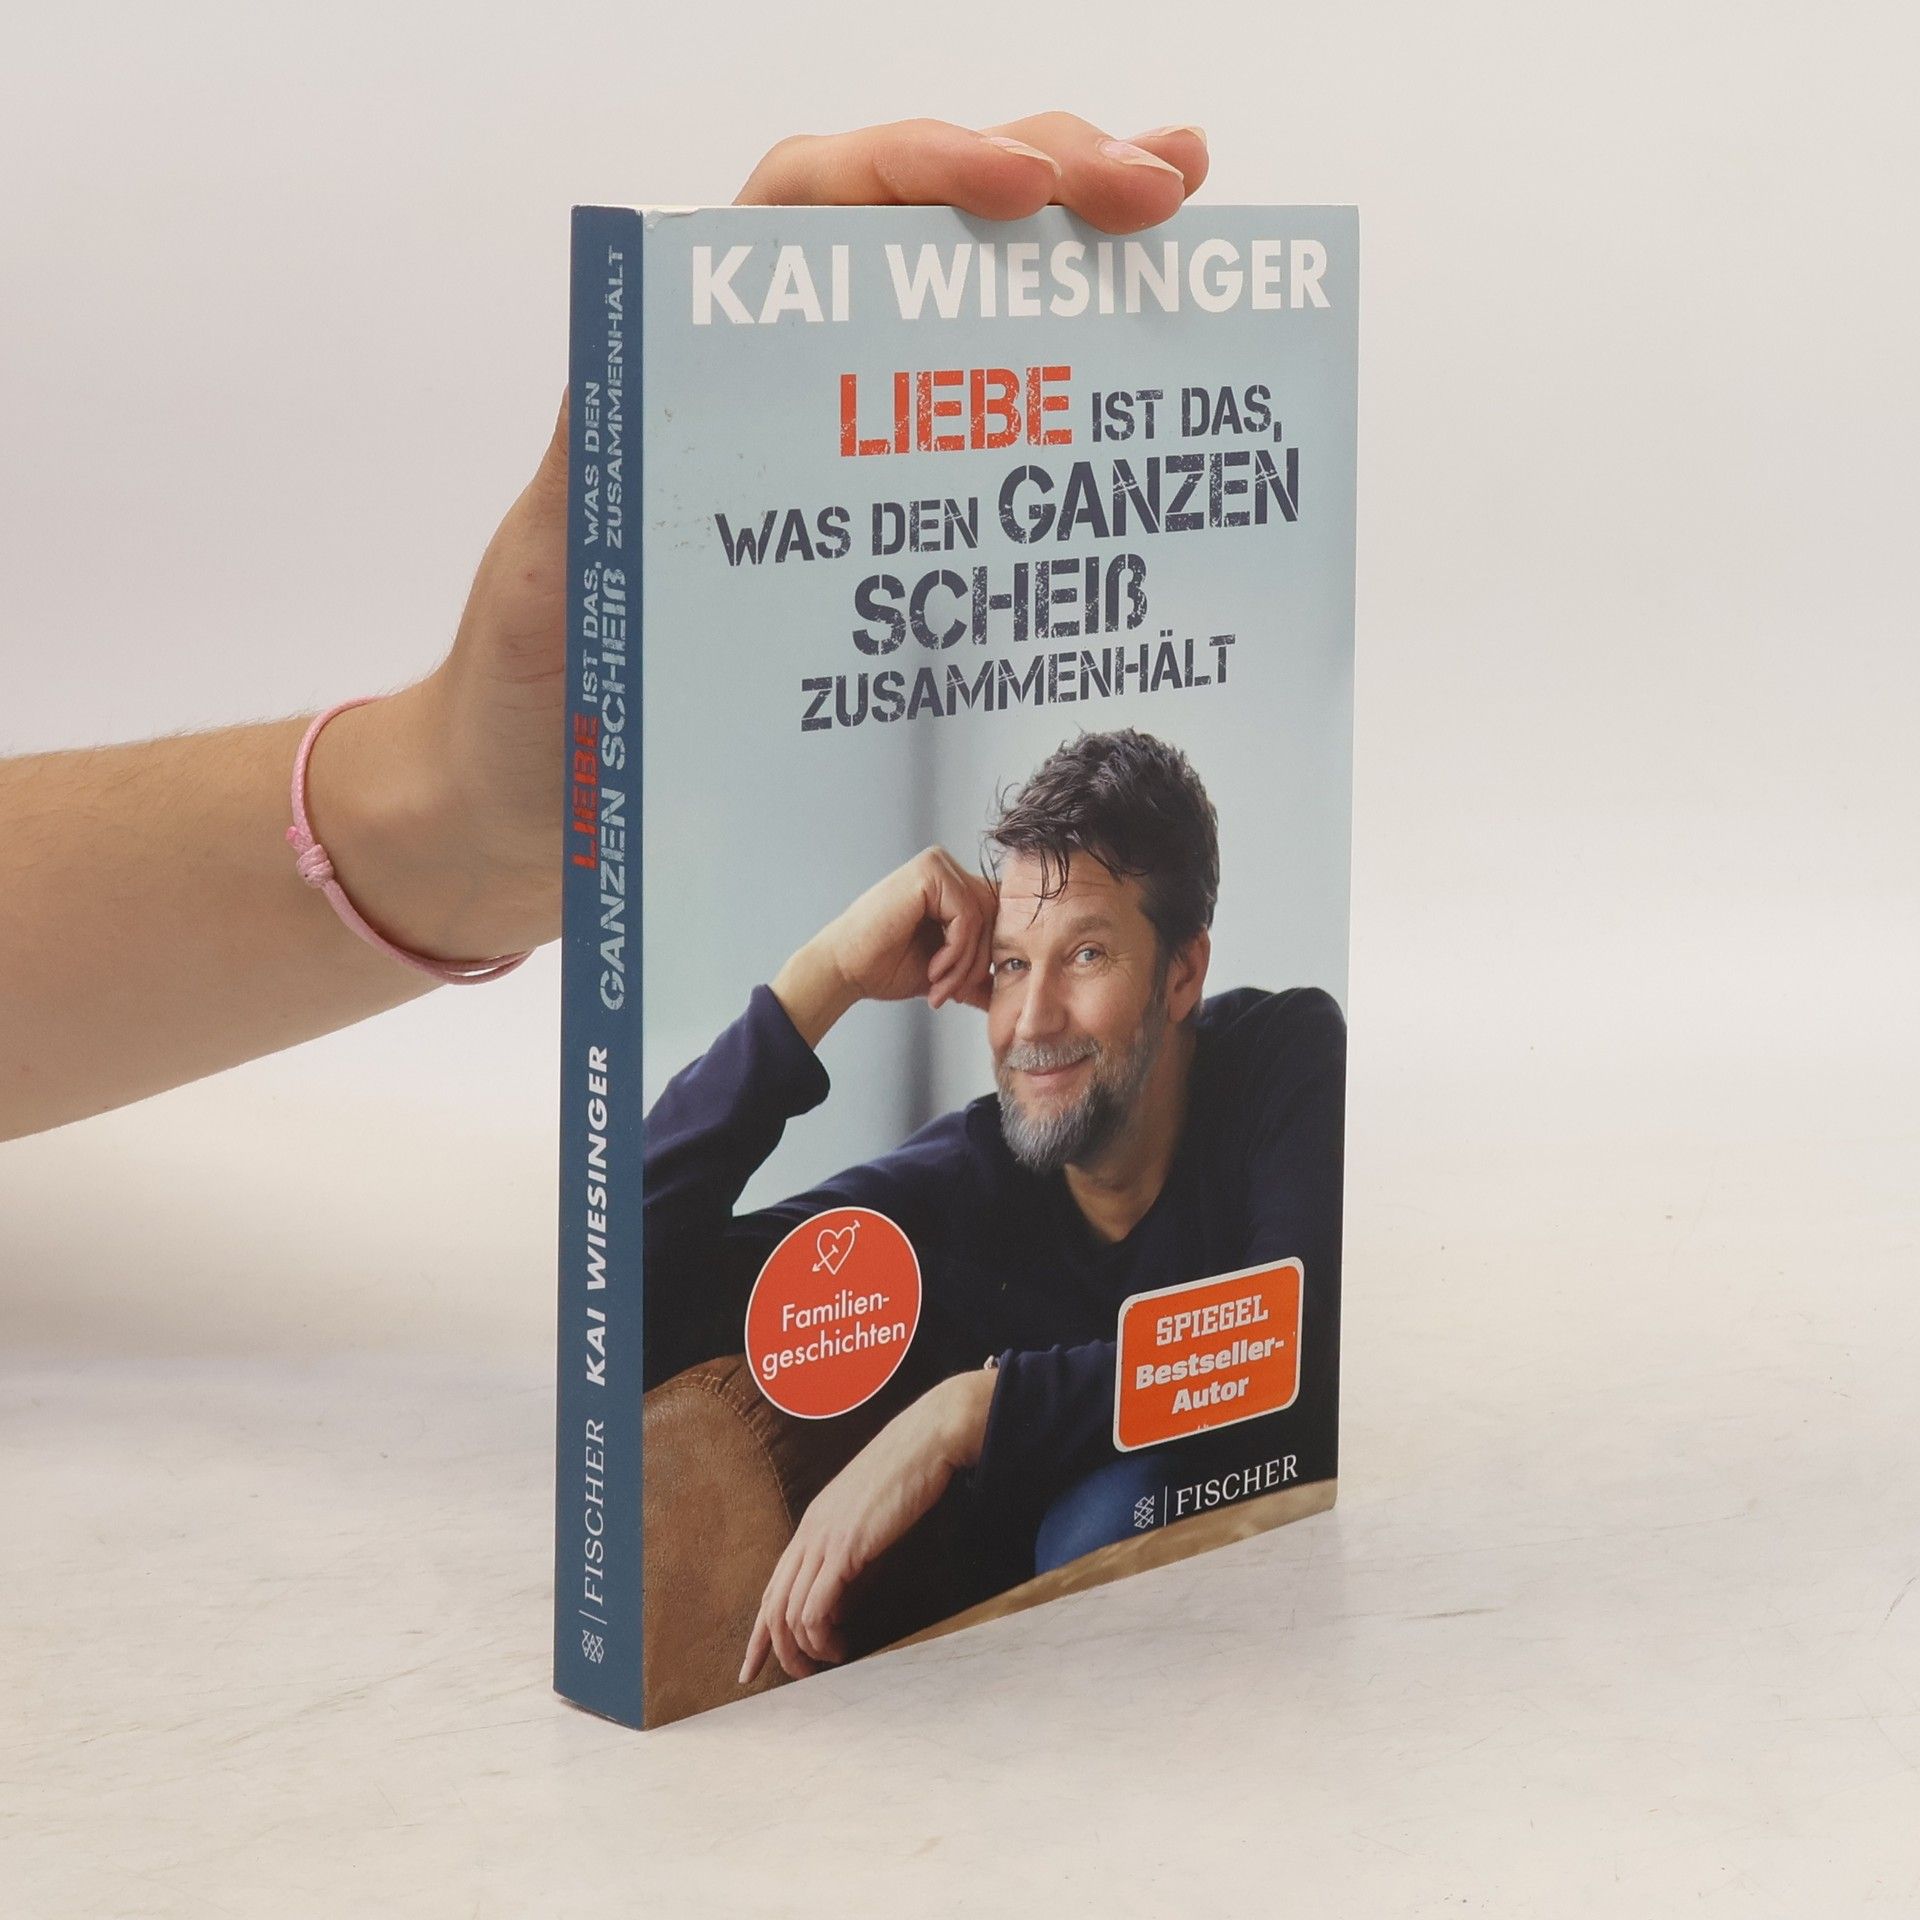 KAI WIESINGER
LIEBE IST DAS,
WAS DEN GANZEN
SCHEIß
ZUSAMMENHÄLT
Familien-
geschichten
SPIEGEL
Bestseller-
Autor
FISCHER
LIEBE IST DAS, WAS DEN
GANZEN SCHEIß ZUSAMMENHÄLT
KAI WIESINGER
FISCHER